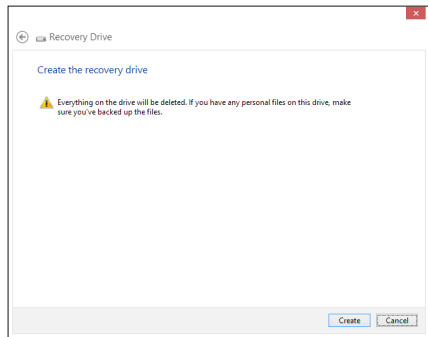 Recovery Drive
Create the recovery drive
Everything on the drive will be deleted. If you have any personal files on this drive, make
sure you've backed up the files.
Create Cancel